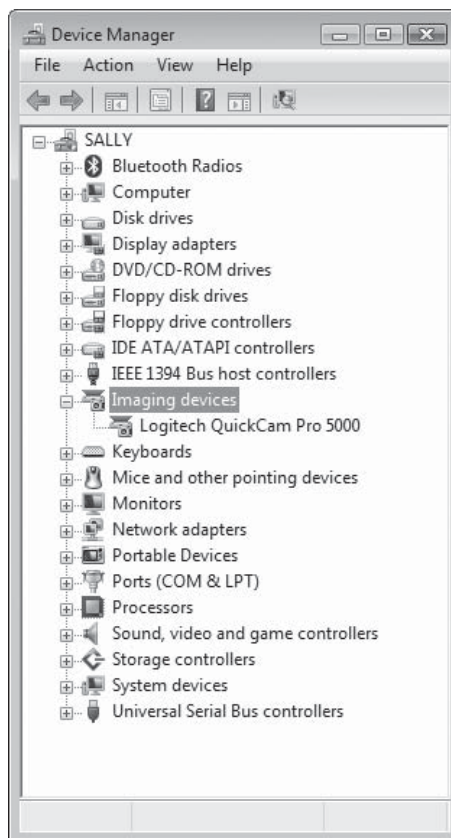 Device Manager
File Action View Help
SALLY
Bluetooth Radios
Computer
Disk drives
Display adapters
DVD/CD-ROM drives
Floppy disk drives
Floppy drive controllers
IDE ATA/ATAPI controllers
IEEE 1394 Bus host controllers
Imaging devices
Logitech QuickCam Pro 5000
Keyboards
Mice and other pointing devices
Monitors
Network adapters
Portable Devices
Ports (COM & LPT)
Processors
Sound, video and game controllers
Storage controllers
System devices
Universal Serial Bus controllers